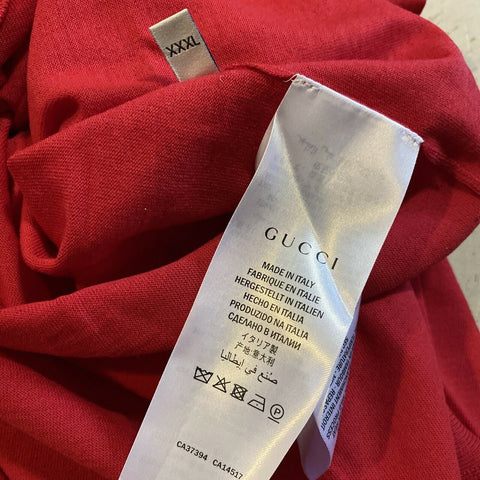 XXXL
GUCCI
MADE IN ITALY
FABRIQUE EN ITALIE
HERGESTELLT IN ITALIEN
HECHO EN ITALIA
PRODUZIDO NA ITALIA
СДЕЛАНО В ИТАЛИИ
イタリア製
产地:意大利
صنع في إيطاليا
CA37394 CA14517